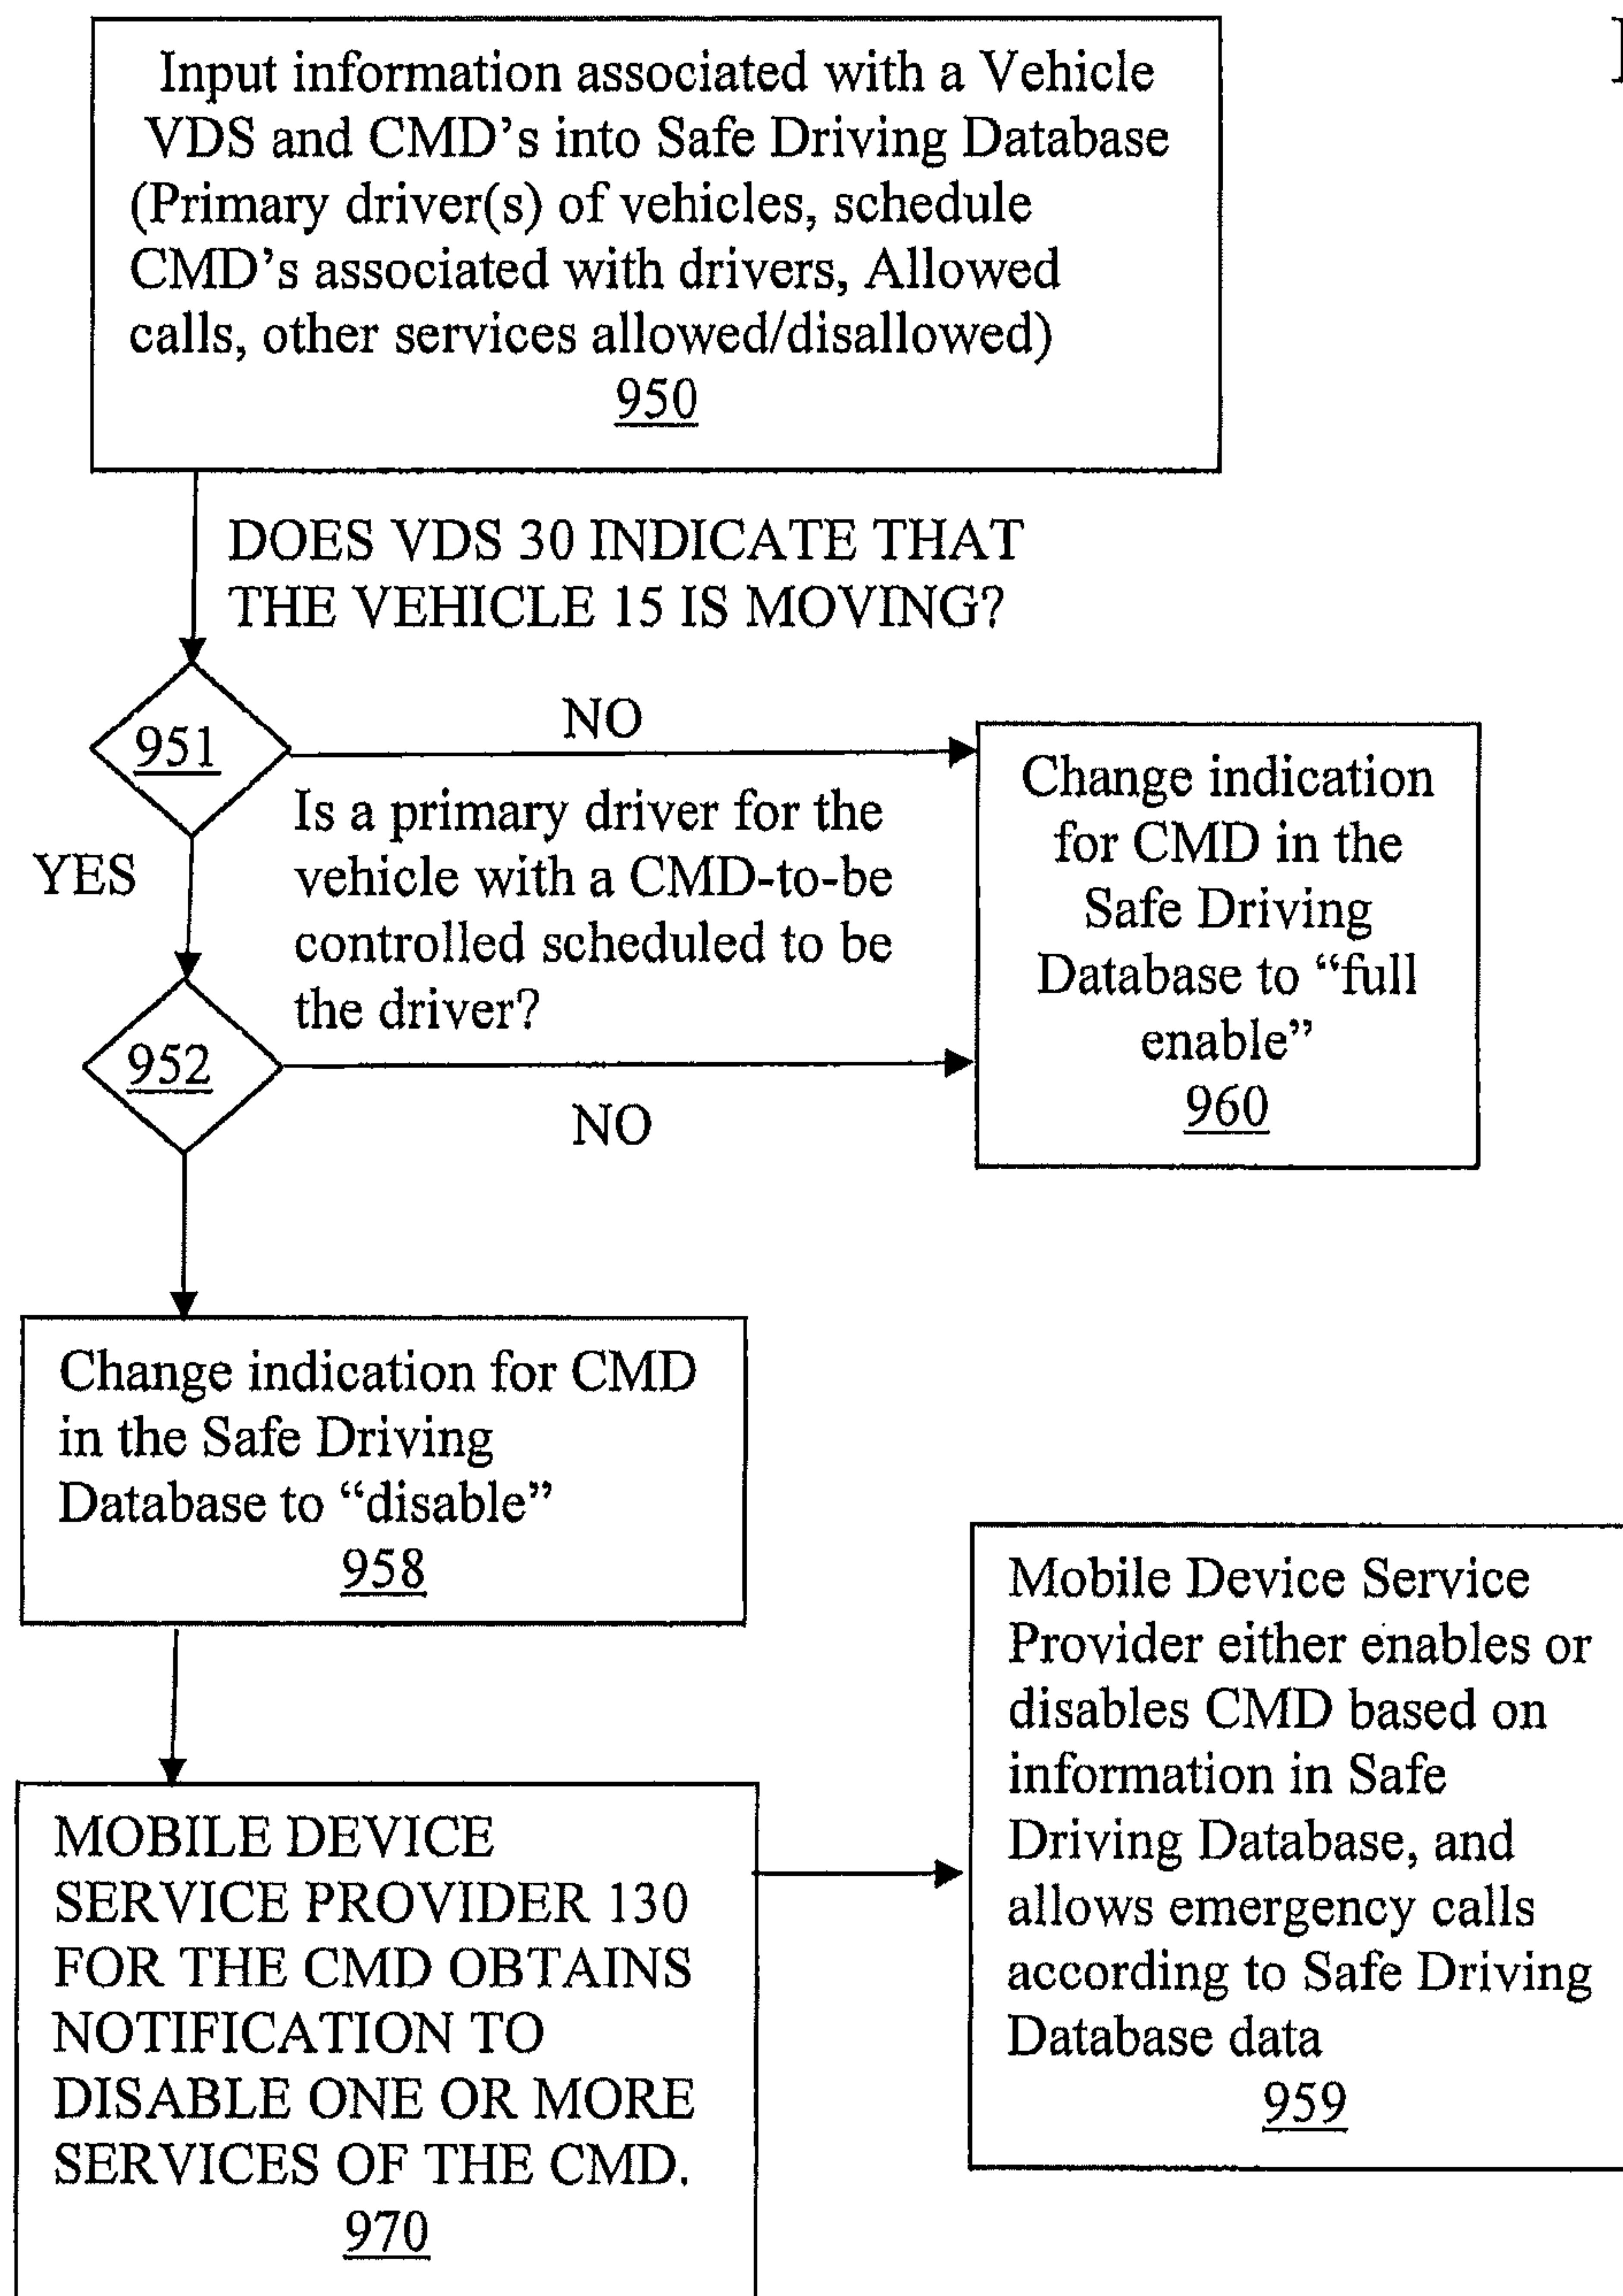 Input information associated with a Vehicle
VDS and CMD's into Safe Driving Database
(Primary driver(s) of vehicles, schedule
CMD's associated with drivers, Allowed
calls, other services allowed/disallowed)
950
DOES VDS 30 INDICATE THAT
THE VEHICLE 15 IS MOVING?
951
NO
YES
Is a primary driver for the
vehicle with a CMD-to-be
controlled scheduled to be
the driver?
952
NO
Change indication
for CMD in the
Safe Driving
Database to “full
enable”
960
Change indication for CMD
in the Safe Driving
Database to “disable”
958
MOBILE DEVICE
SERVICE PROVIDER 130
FOR THE CMD OBTAINS
NOTIFICATION TO
DISABLE ONE OR MORE
SERVICES OF THE CMD.
970
Mobile Device Service
Provider either enables or
disables CMD based on
information in Safe
Driving Database, and
allows emergency calls
according to Safe Driving
Database data
959